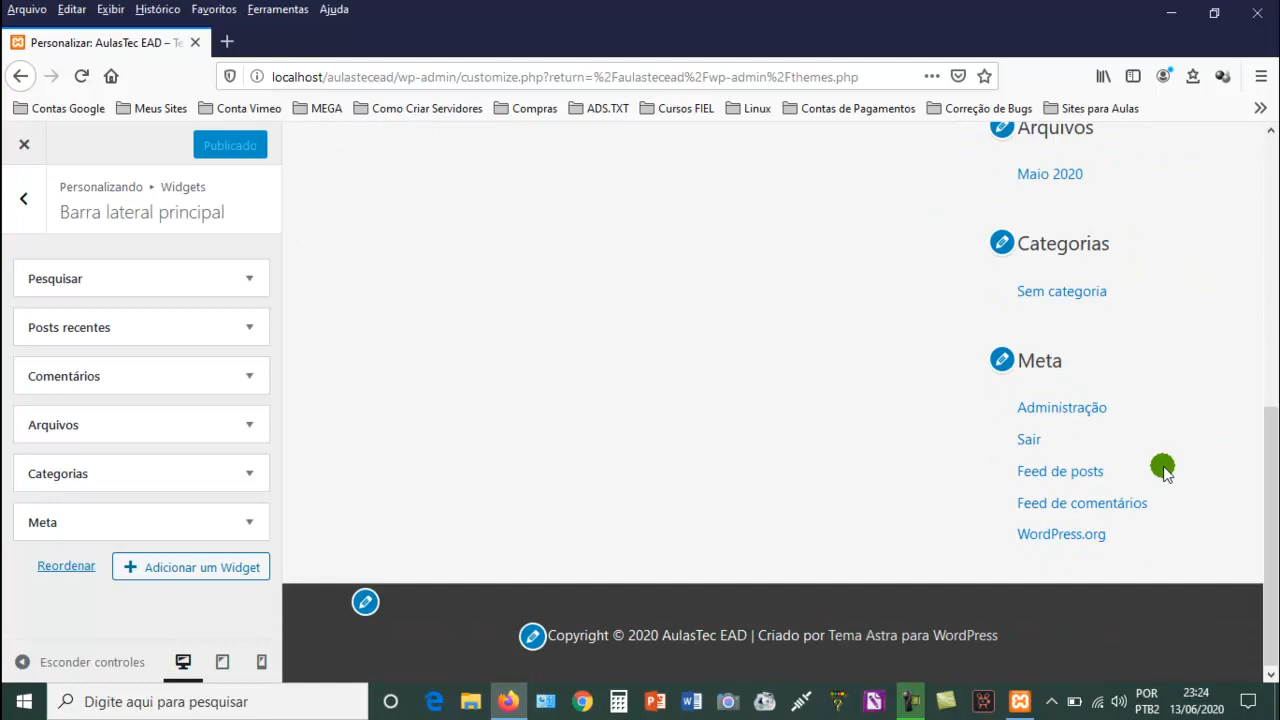 Arquivo Editar Exibir Histórico Favoritos Ferramentas Ajuda
Personalizar: AulasTec EAD – Te
localhost/aulastecead/wp-admin/customize.php?return=%2Faulastecead%2Fwp-admin%2Fthemes.php
Contas Google Meus Sites Conta Vimeo MEGA Como Criar Servidores Compras ADS.TXT Cursos FIEL Linux Contas de Pagamentos Correção de Bugs Sites para Aulas
Publicado
Personalizando ▸ Widgets
Barra lateral principal
Pesquisar
Posts recentes
Comentários
Arquivos
Categorias
Meta
Reordenar
Adicionar um Widget
Esconder controles
Arquivos
Maio 2020
Categorias
Sem categoria
Meta
Administração
Sair
Feed de posts
Feed de comentários
WordPress.org
Copyright © 2020 AulasTec EAD | Criado por Tema Astra para WordPress
Digite aqui para pesquisar
POR
PTB2
23:24
13/06/2020